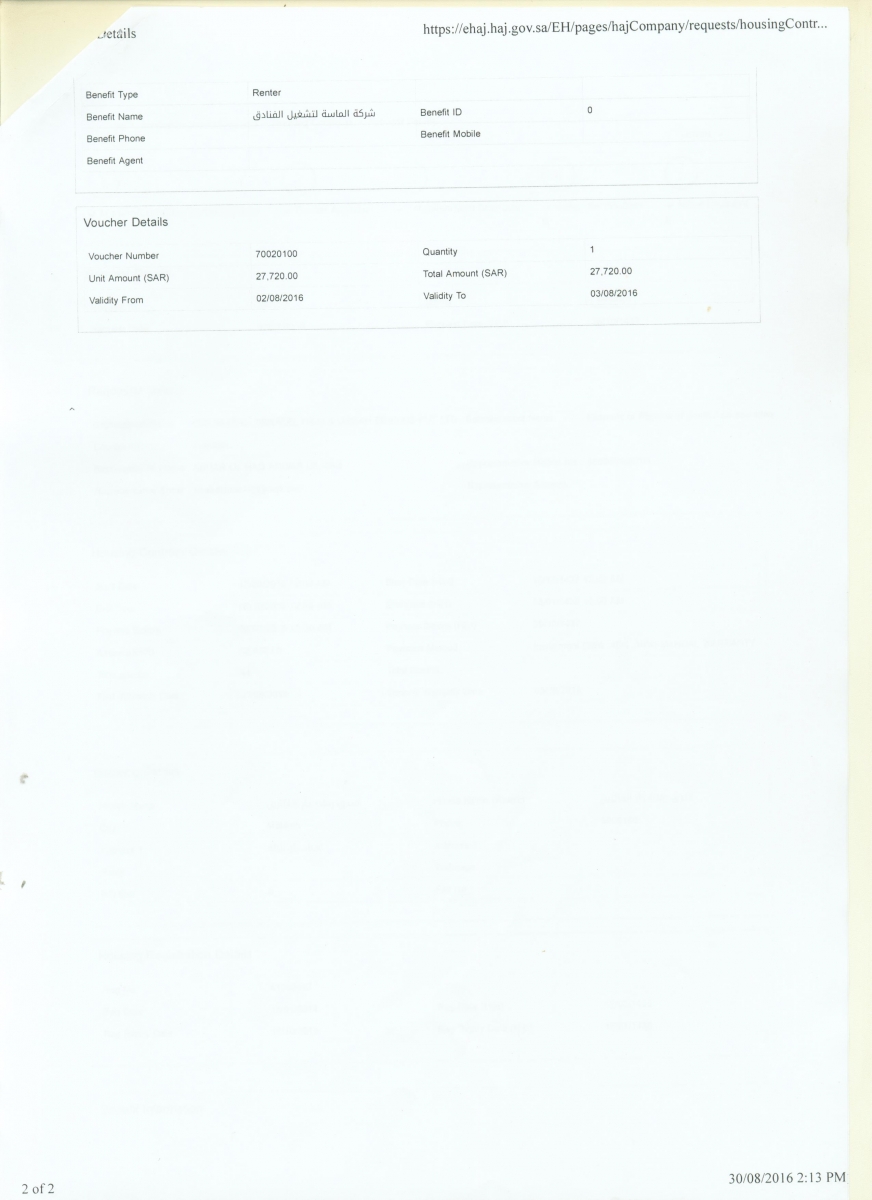 Details https://ehaj.haj.gov.sa/EH/pages/hajCompany/requests/housingContr...
Benefit Type Renter
Benefit Name شركة الماسة لتشغيل الفنادق Benefit ID 0
Benefit Phone Benefit Mobile
Benefit Agent
Voucher Details
Voucher Number 70020100 Quantity 1
Unit Amount (SAR) 27,720.00 Total Amount (SAR) 27,720.00
Validity From 02/08/2016 Validity To 03/08/2016
2 of 2 30/08/2016 2:13 PM